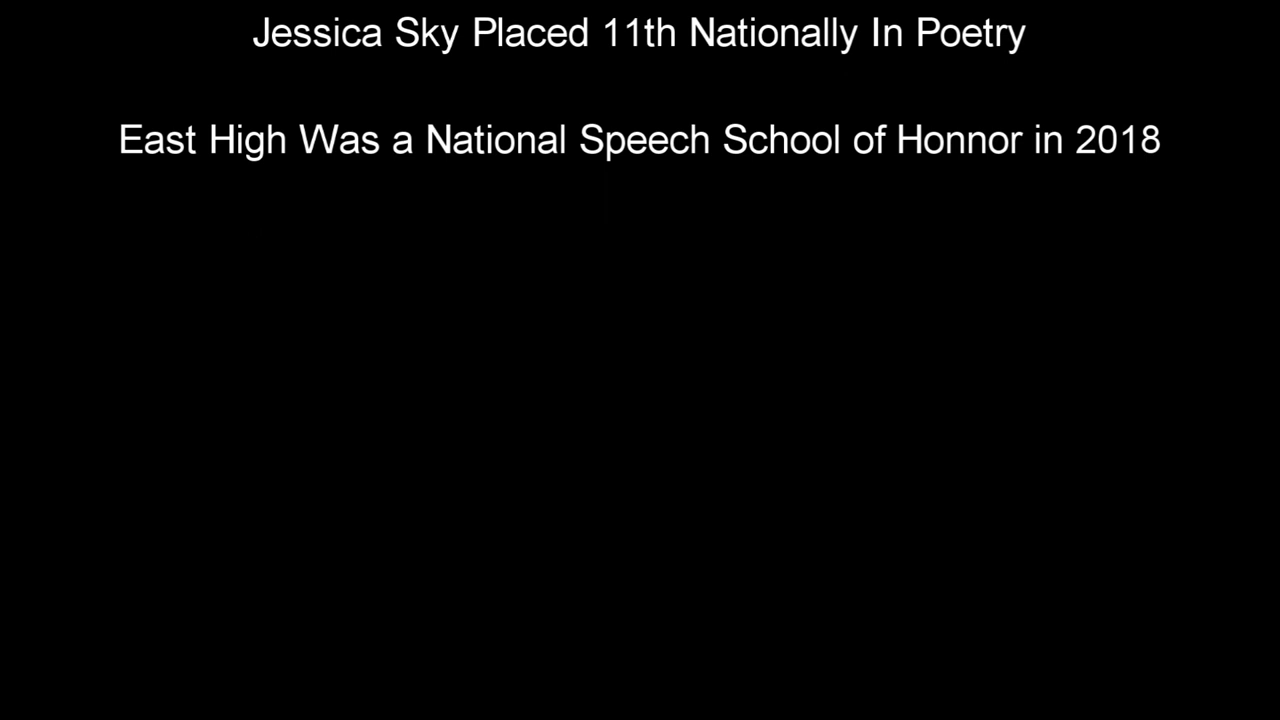 Jessica Sky Placed 11th Nationally In Poetry
East High Was a National Speech School of Honnor in 2018